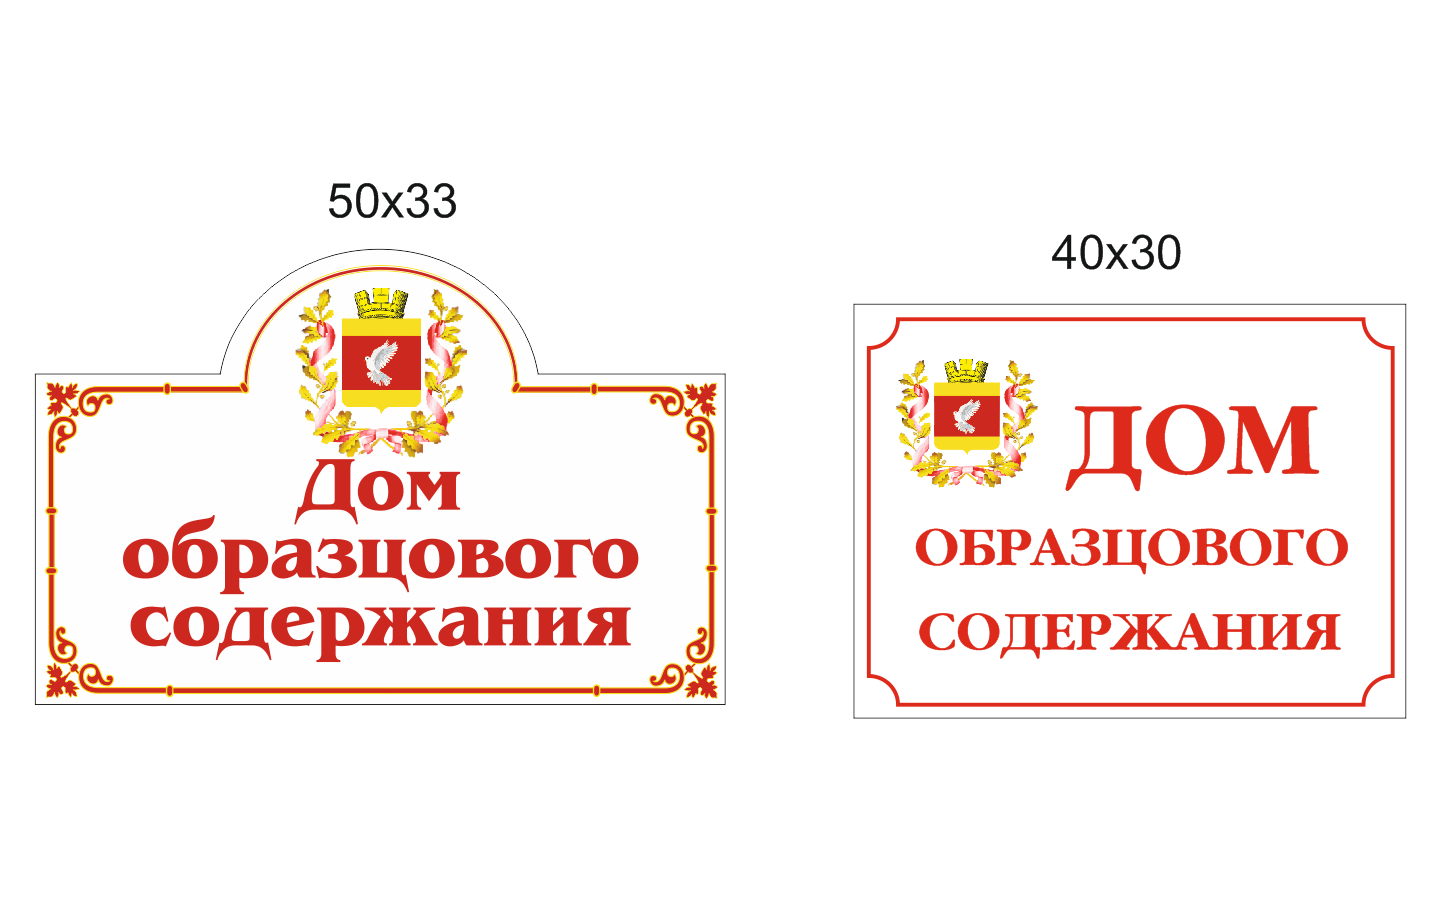 50x33
Дом
образцового
содержания
40x30
ДОМ
ОБРАЗЦОВОГО
СОДЕРЖАНИЯ